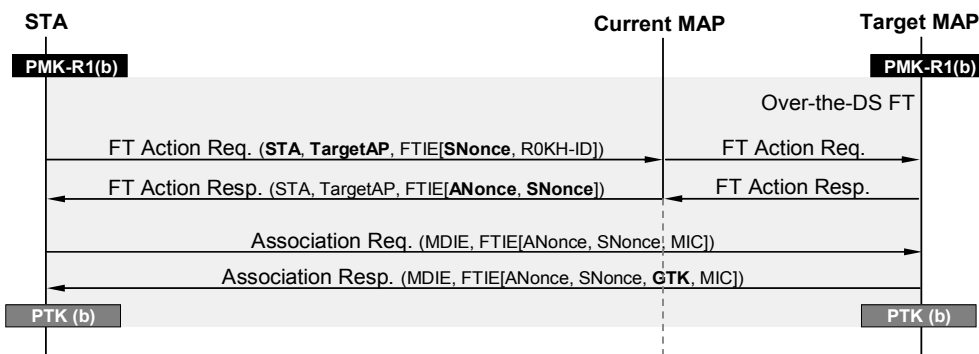 STA Current MAP Target MAP
PMK-R1(b) PMK-R1(b)
Over-the-DS FT
FT Action Req. (STA, TargetAP, FTIE[SNonce, R0KH-ID]) FT Action Req.
FT Action Resp. (STA, TargetAP, FTIE[ANonce, SNonce]) FT Action Resp.
Association Req. (MDIE, FTIE[ANonce, SNonce, MIC])
Association Resp. (MDIE, FTIE[ANonce, SNonce, GTK, MIC])
PTK (b) PTK (b)